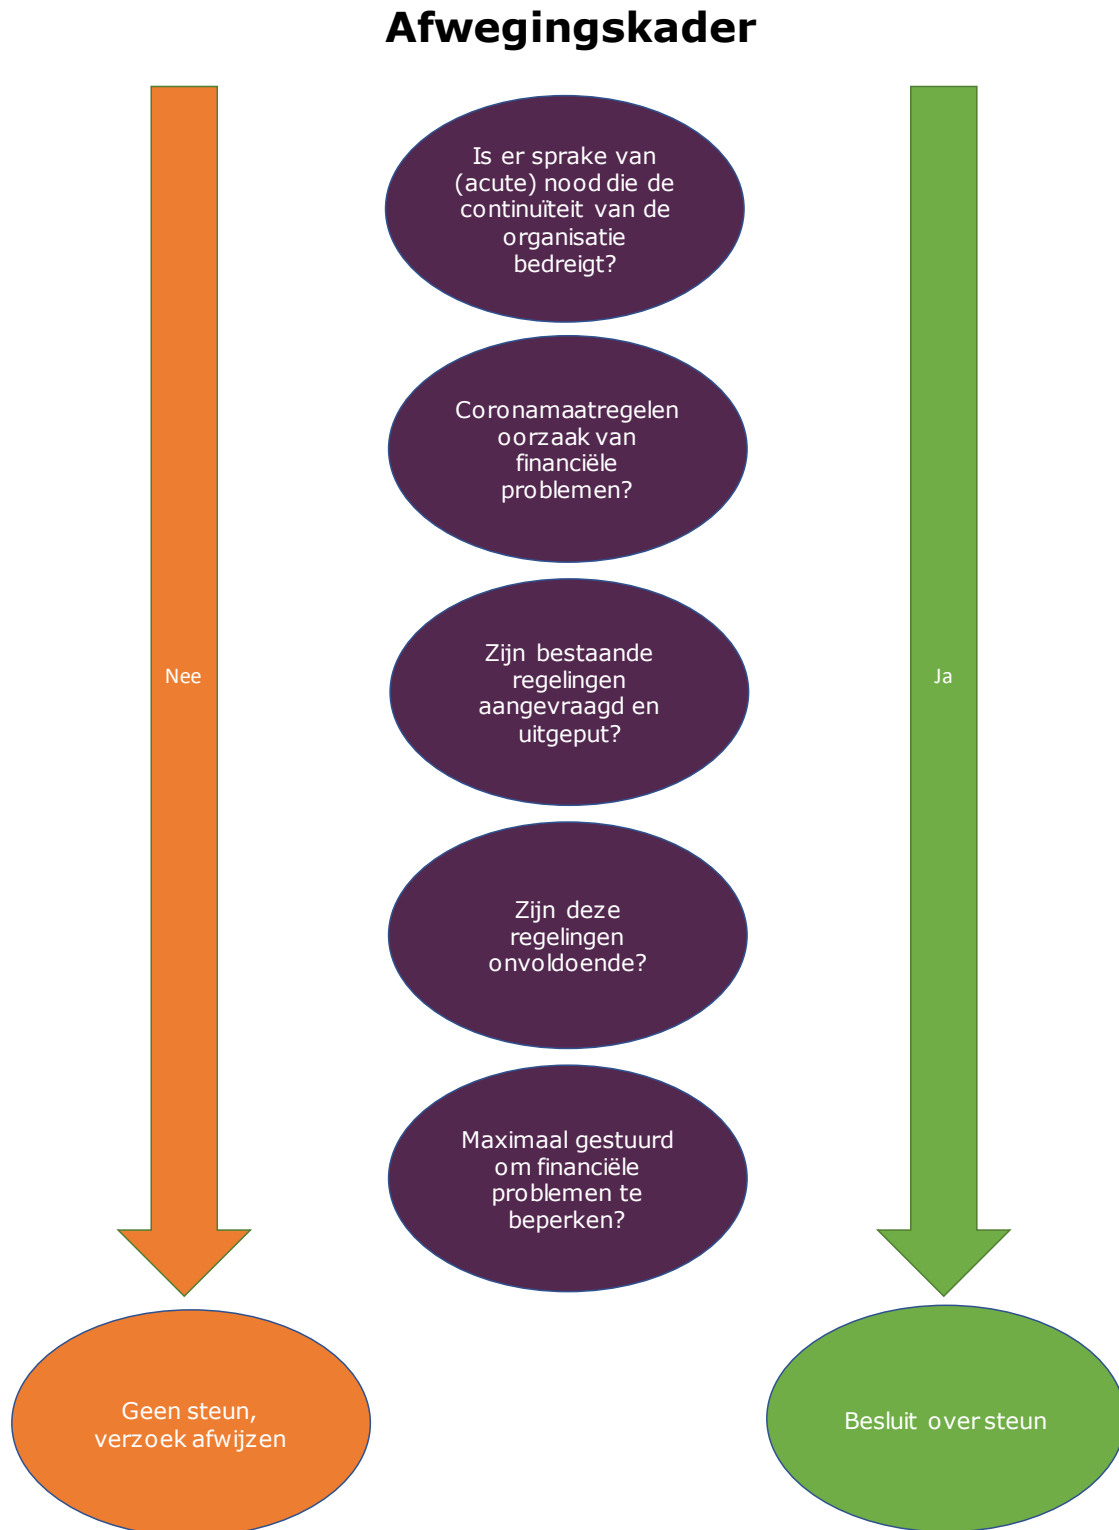 Afwegingskader
Is er sprake van
(acute) nood die de
continuïteit van de
organisatie
bedreigt?
Coronamaatregelen
oorzaak van
financiële
problemen?
Zijn bestaande
regelingen
aangevraagd en
uitgeput?
Nee
Ja
Zijn deze
regelingen
onvoldoende?
Maximaal gestuurd
om financiële
problemen te
beperken?
Geen steun,
verzoek afwijzen
Besluit over steun